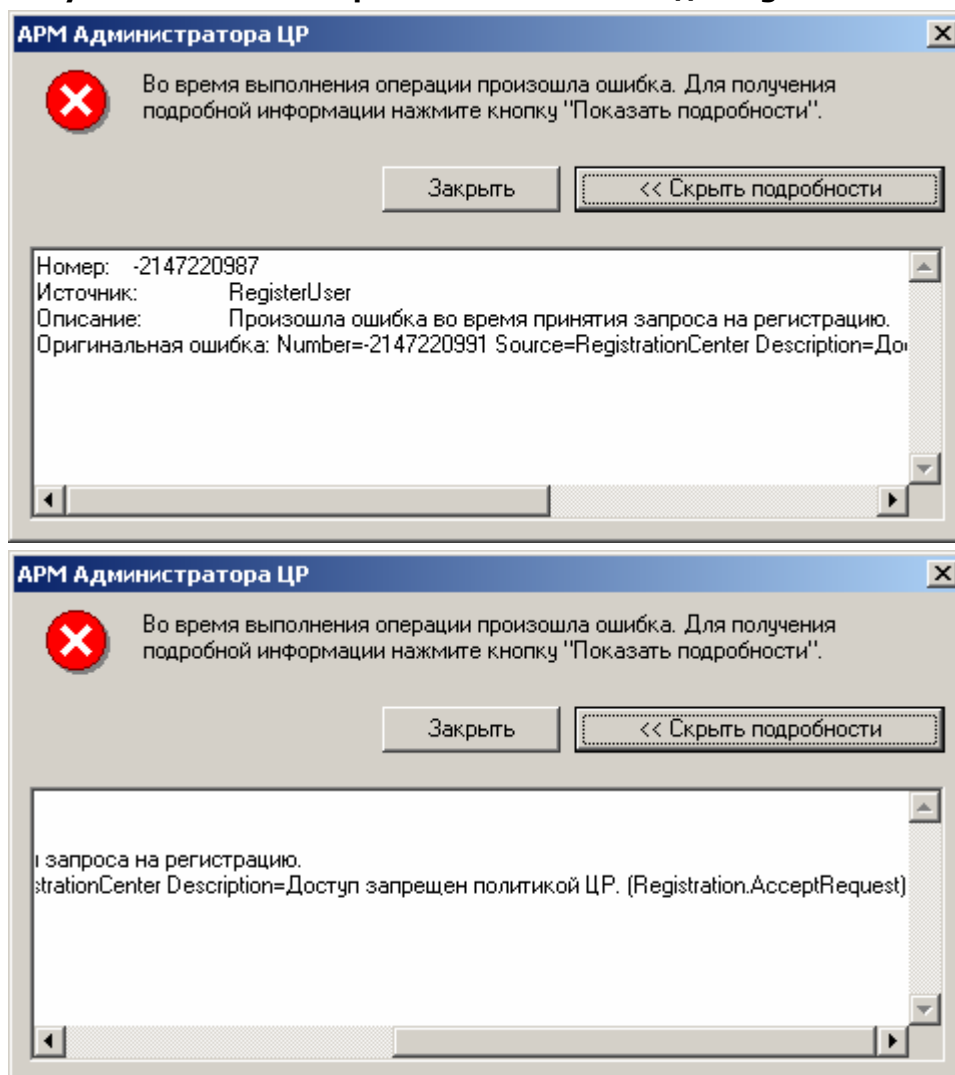 АРМ Администратора ЦР
Во время выполнения операции произошла ошибка. Для получения
подробной информации нажмите кнопку "Показать подробности".
Закрыть
<< Скрыть подробности
Номер: -2147220987
Источник: RegisterUser
Описание: Произошла ошибка во время принятия запроса на регистрацию.
Оригинальная ошибка: Number=-2147220991 Source=RegistrationCenter Description=До
АРМ Администратора ЦР
Во время выполнения операции произошла ошибка. Для получения
подробной информации нажмите кнопку "Показать подробности".
Закрыть
<< Скрыть подробности
запроса на регистрацию.
strationCenter Description=Доступ запрещен политикой ЦР. (Registration.AcceptRequest)